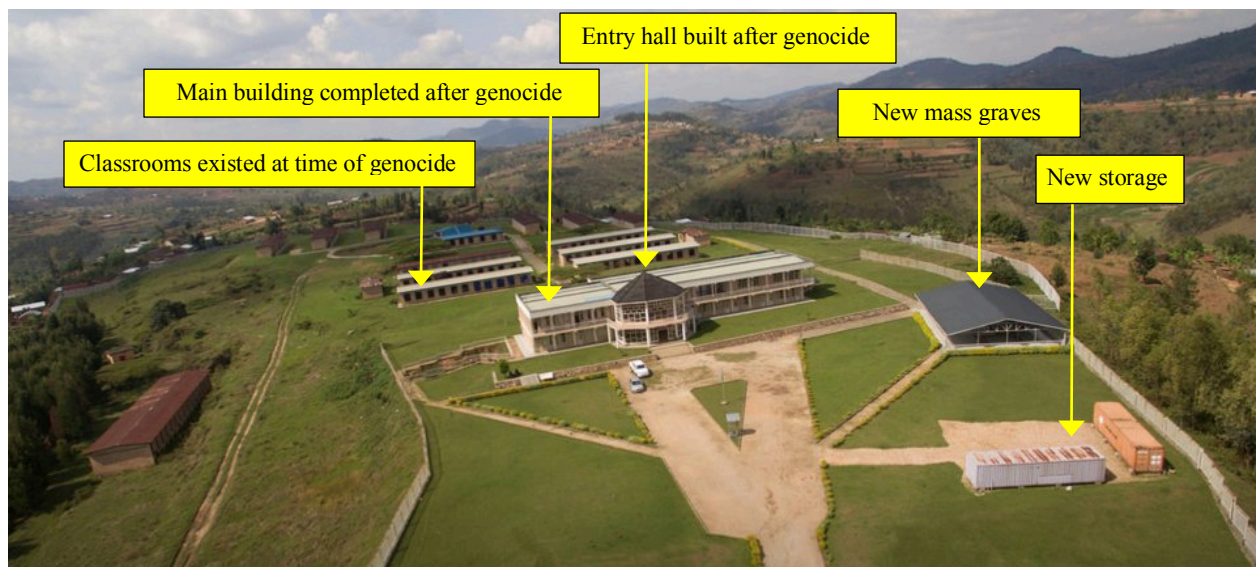 Entry hall built after genocide
Main building completed after genocide
New mass graves
Classrooms existed at time of genocide
New storage